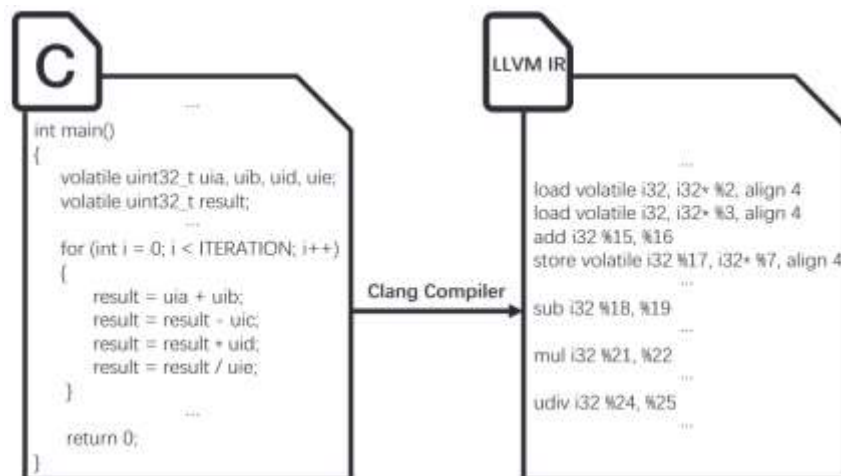 C
...
int main()
{
volatile uint32_t uia, uib, uid, uie;
volatile uint32_t result;
...
for (int i = 0; i < ITERATION; i++)
{
result = uia + uib;
result = result - uic;
result = result * uid;
result = result / uie;
}
...
return 0;
}
Clang Compiler
LLVM IR
...
load volatile i32, i32* %2, align 4
load volatile i32, i32* %3, align 4
add i32 %15, %16
store volatile i32 %17, i32* %7, align 4
...
sub i32 %18, %19
...
mul i32 %21, %22
...
udiv i32 %24, %25
...